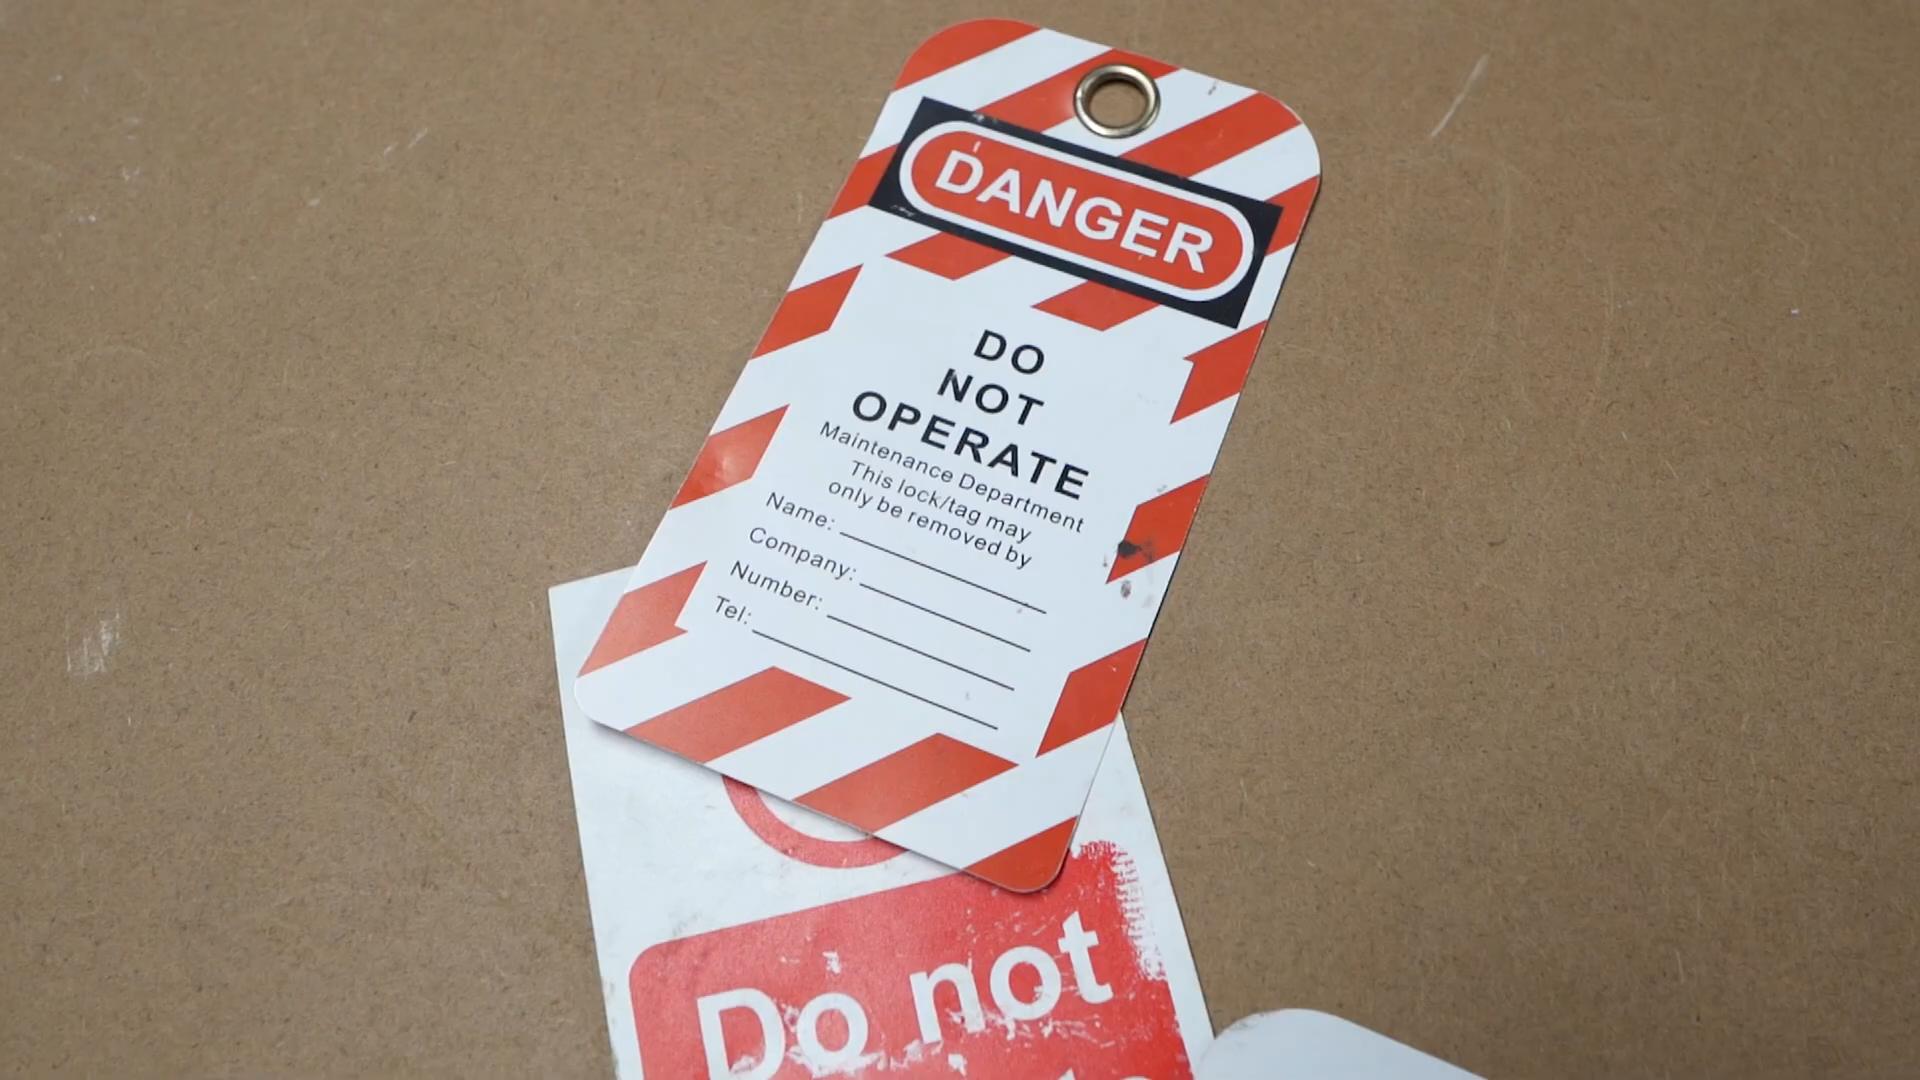 DANGER
DO
NOT
OPERATE
Maintenance Department
This lock/tag may
only be removed by
Name:
Company:
Number:
Tel:
Do not